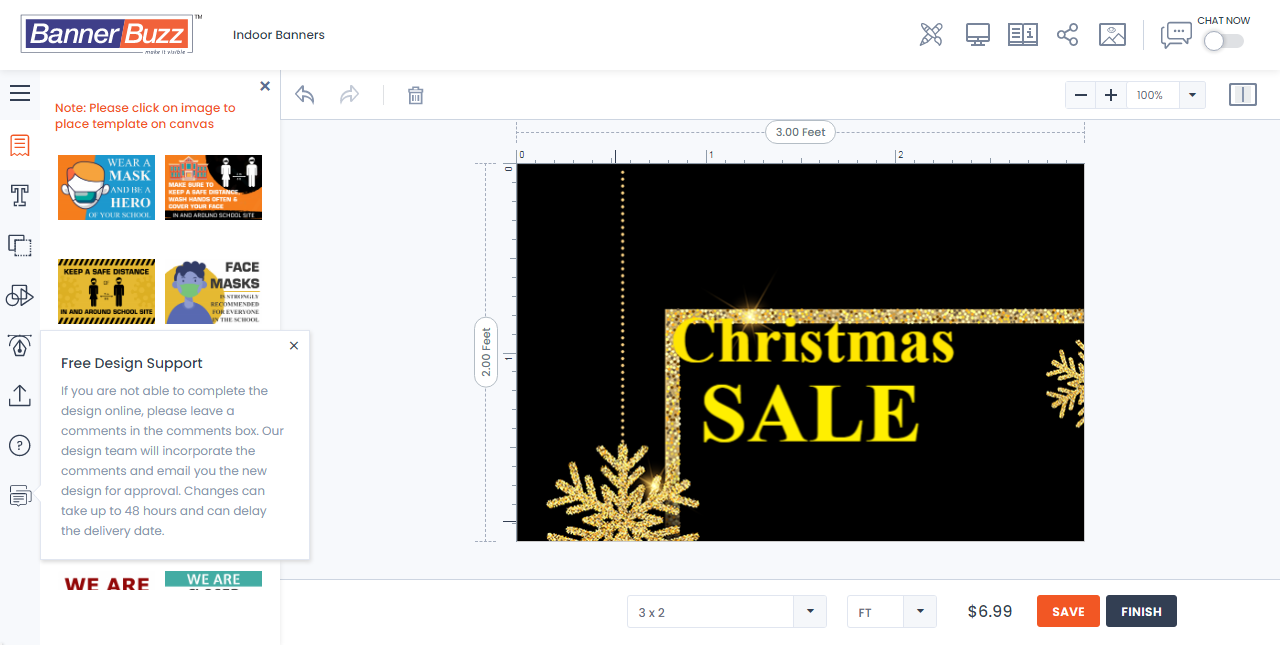 BannerBuzz™
make it visible
Indoor Banners
CHAT NOW
Note: Please click on image to
place template on canvas
100%
3.00 Feet
0
1
2
0
1
2.00 Feet
WEAR A
MASK
AND BE A
HERO
OF YOUR SCHOOL
MAKE SURE TO
KEEP A SAFE DISTANCE,
WASH HANDS OFTEN &
COVER YOUR FACE
IN AND AROUND SCHOOL SITE
KEEP A SAFE DISTANCE
IN AND AROUND SCHOOL SITE
FACE
MASKS
IS STRONGLY
RECOMMENDED
FOR EVERYONE
IN THE SCHOOL
Christmas
SALE
Free Design Support
If you are not able to complete the
design online, please leave a
comments in the comments box. Our
design team will incorporate the
comments and email you the new
design for approval. Changes can
take up to 48 hours and can delay
the delivery date.
WE ARE
WE ARE
3 x 2
FT
$6.99
SAVE
FINISH